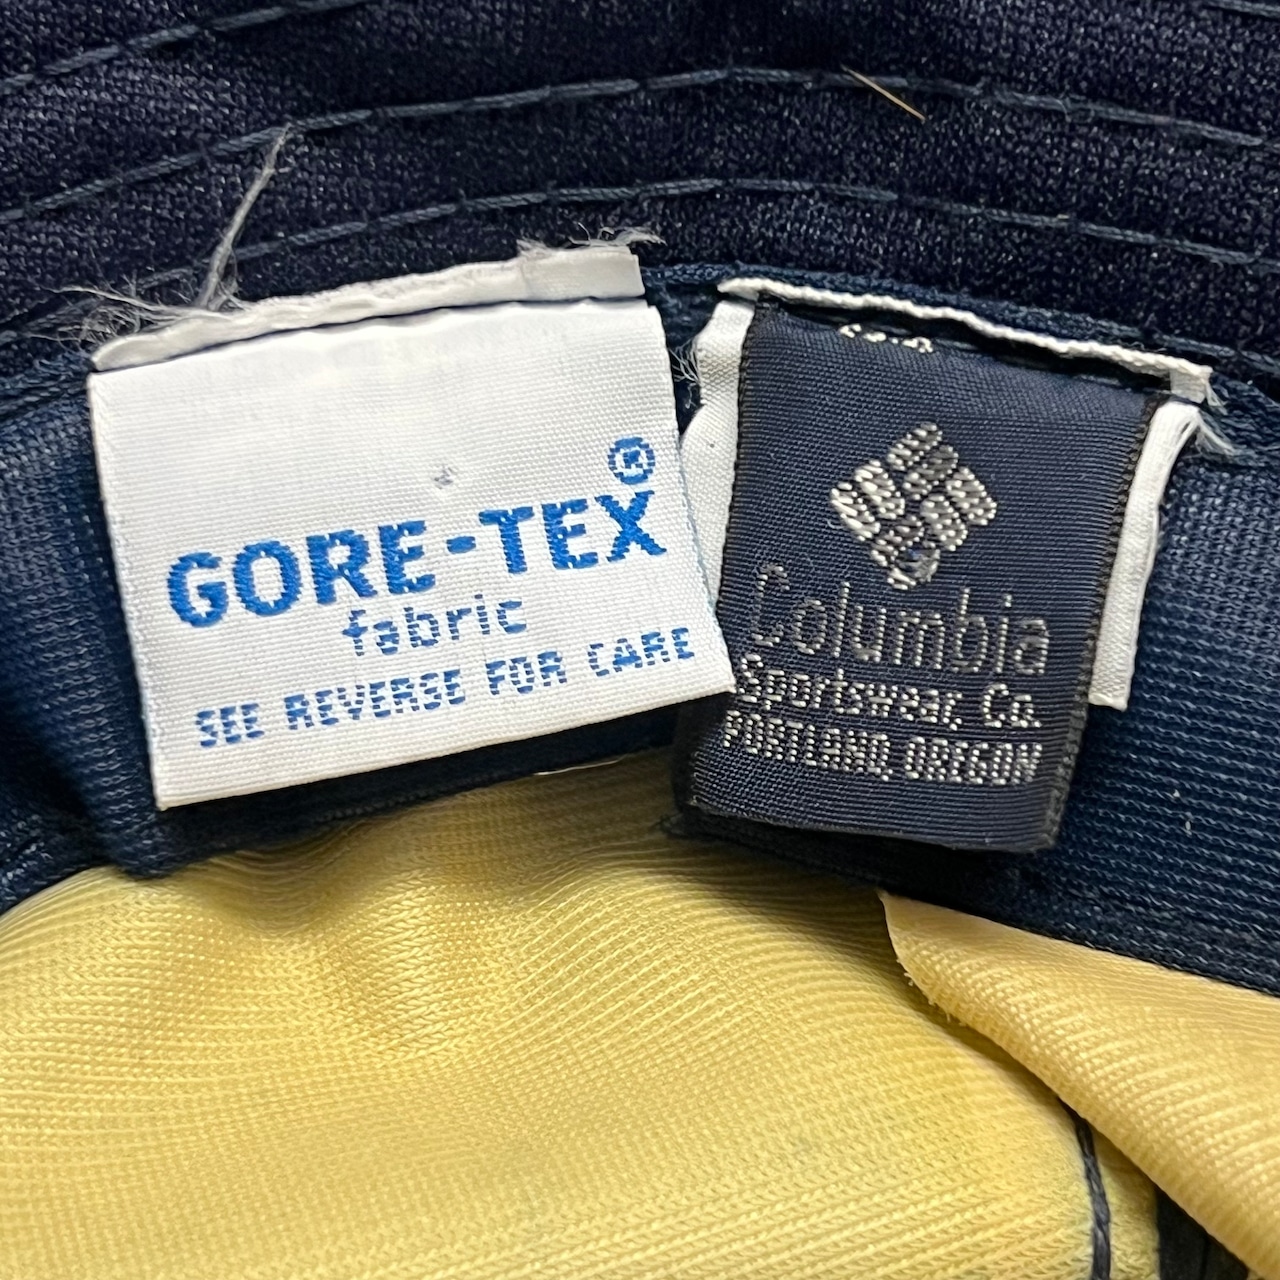 GORE-TEX®
fabric
SEE REVERSE FOR CARE
Columbia
Sportswear Co.
PORTLAND, OREGON